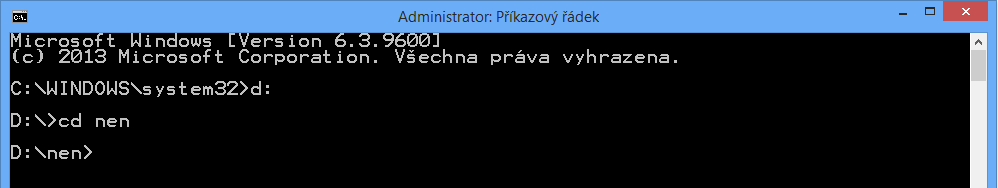 Administrator: Příkazový řádek
Microsoft Windows [Version 6.3.9600]
(c) 2013 Microsoft Corporation. Všechna práva vyhrazena.
C:\WINDOWS\system32>d:
D:\>cd nen
D:\nen>